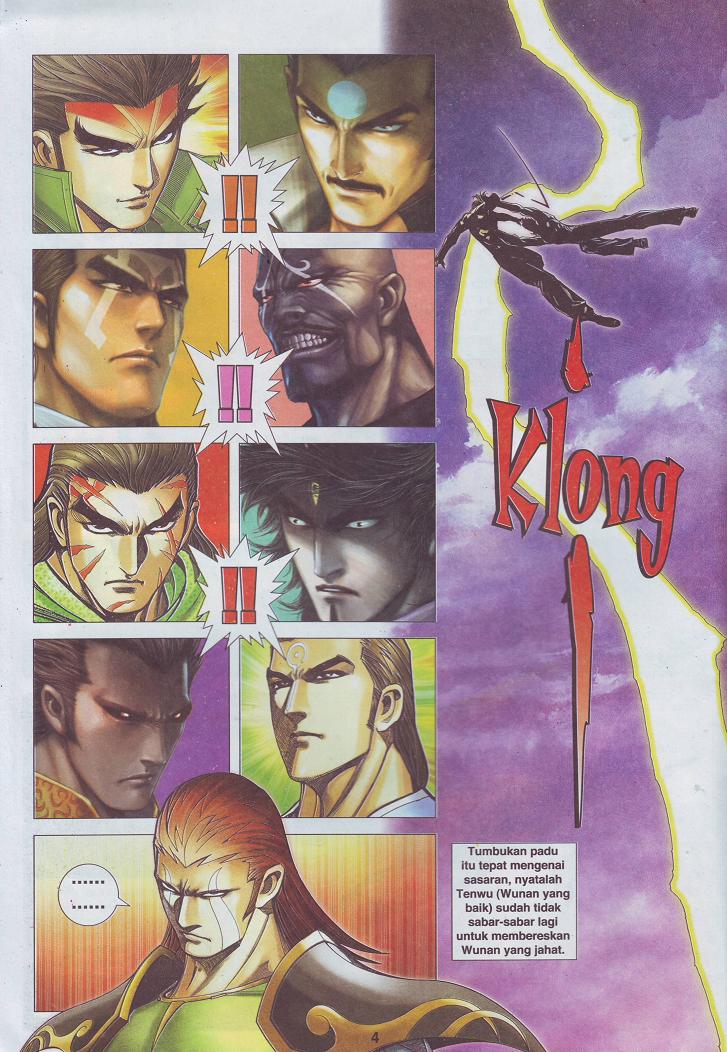 !!
!!
Klong
!!
......
......
Tumbukan padu
itu tepat mengenai
sasaran, nyatalah
Tenwu (Wunan yang
baik) sudah tidak
sabar-sabar lagi
untuk membereskan
Wunan yang jahat.
4